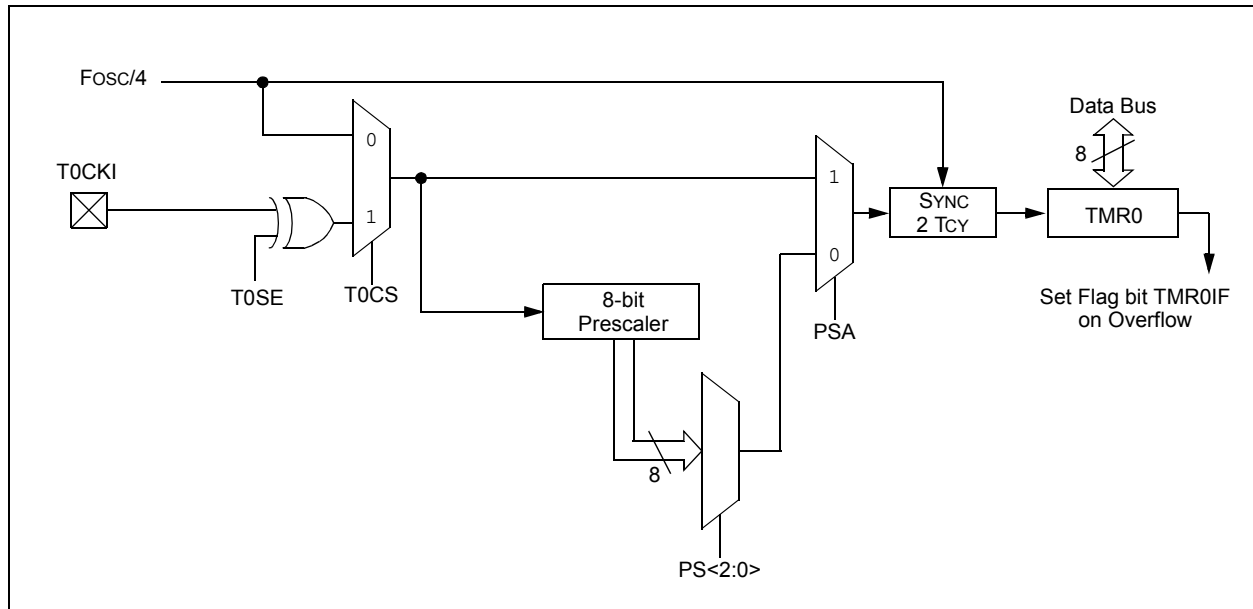 FOSC/4
Data Bus
8
T0CKI
0
1
T0SE
T0CS
1
0
PSA
SYNC
2 TCY
TMR0
Set Flag bit TMR0IF
on Overflow
8-bit
Prescaler
8
PS<2:0>